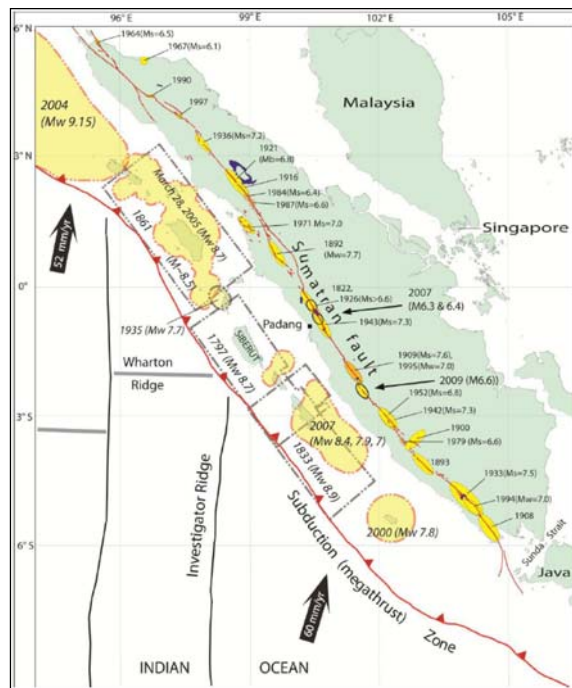 96°E
99°E
102°E
105°E
6°N
3°N
0°
3°S
6°S
1964(Ms=6.5)
1967(Ms=6.1)
1990
1997
2004
(Mw 9.15)
1936(Ms=7.2)
1921
(Mb=6.8)
1916
1984(Ms=6.4)
1987(Ms=6.6)
Malaysia
Singapore
March 28, 2005 (Mw 8.7)
1861
(M~8.5)
52 mm/yr
1971 Ms=7.0
1892
(Mw=7.7)
Sumatran fault
1822,
1926(Ms>6.6)
2007
(M6.3 & 6.4)
1943(Ms=7.3)
Padang
1935 (Mw 7.7)
SIBERUT
1797 (Mw 8.7)
Wharton
Ridge
1909(Ms=7.6),
1995(Mw=7.0)
2009 (M6.6))
1952(Ms=6.8)
1942(Ms=7.3)
1900
1979 (Ms=6.6)
1893
2007
(Mw 8.4, 7.9, 7)
1833 (Mw 8.9)
1933(Ms=7.5)
1994(Mw=7.0)
1908
2000 (Mw 7.8)
Investigator Ridge
Subduction (megathrust) Zone
Sunda Strait
Java
60 mm/yr
INDIAN OCEAN